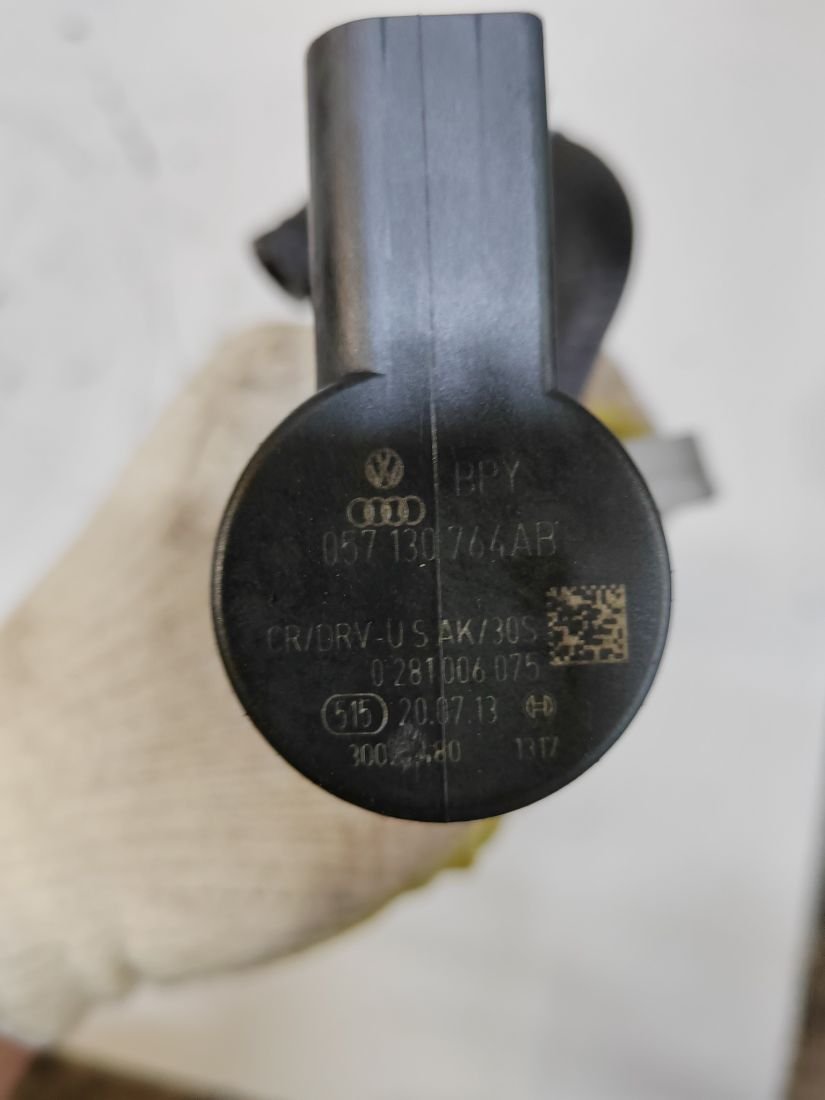 BPY
057 130 764AB
CR/DRV-U S AK/30S
0 281 006 075
515 20.07.13
1317